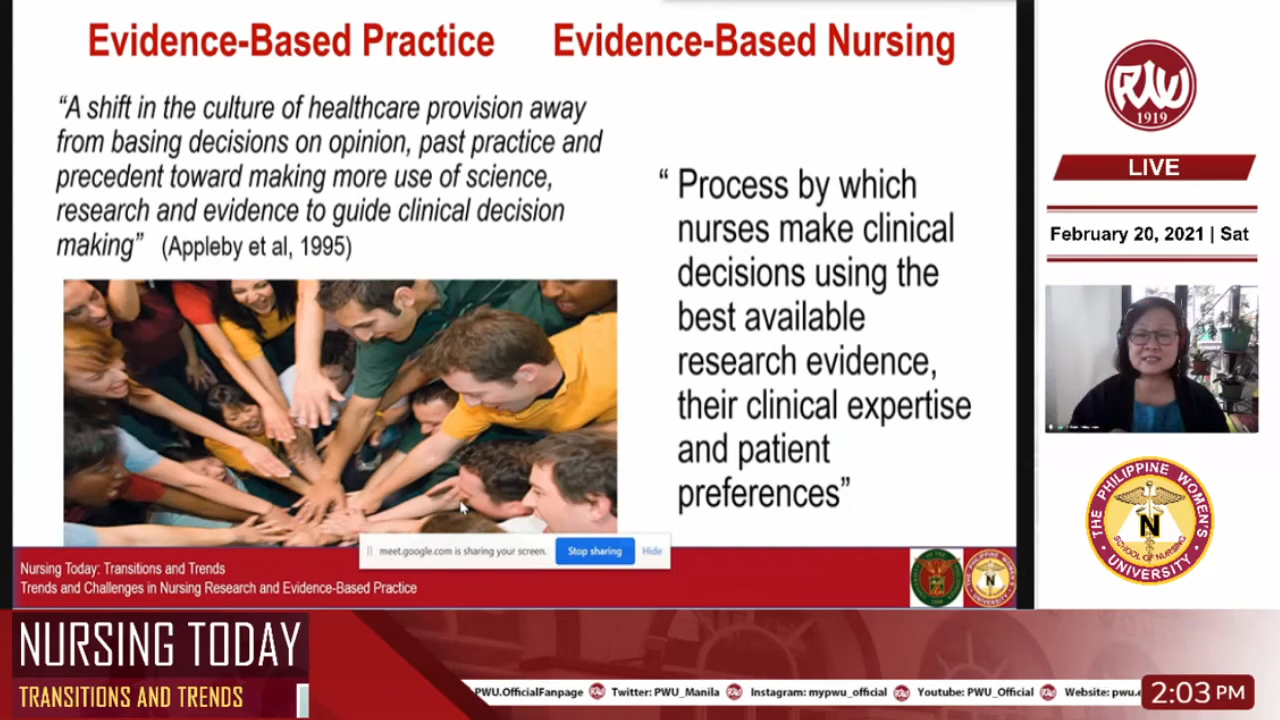 Evidence-Based Practice
Evidence-Based Nursing
“A shift in the culture of healthcare provision away
from basing decisions on opinion, past practice and
precedent toward making more use of science,
research and evidence to guide clinical decision
making” (Appleby et al, 1995)
“ Process by which
nurses make clinical
decisions using the
best available
research evidence,
their clinical expertise
and patient
preferences”
meet.google.com is sharing your screen.
Stop sharing
Hide
Nursing Today: Transitions and Trends
Trends and Challenges in Nursing Research and Evidence-Based Practice
PWU
1919
LIVE
February 20, 2021 | Sat
THE PHILIPPINE WOMEN'S
UNIVERSITY
N
SCHOOL OF NURSING
NURSING TODAY
TRANSITIONS AND TRENDS
PWU.OfficialFanpage
Twitter: PWU_Manila
Instagram: mypwu_official
Youtube: PWU_Official
Website: pwu.e
2:03 PM